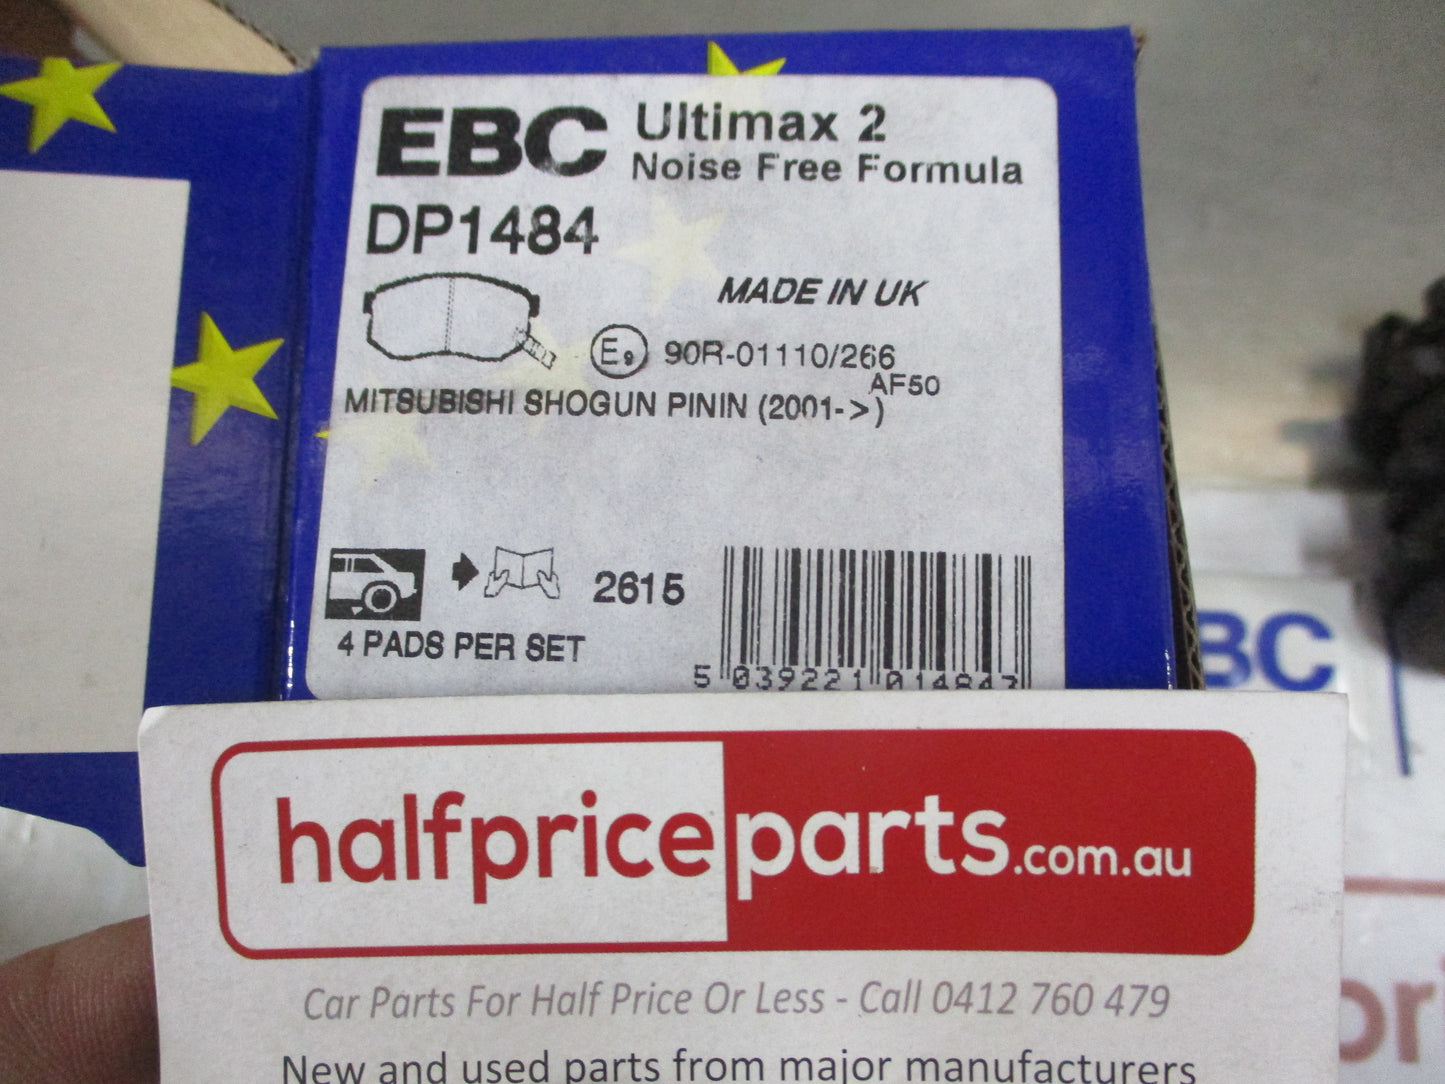 EBC Ultimax 2
Noise Free Formula
DP1484
MADE IN UK
E9 90R-01110/266
AF50
MITSUBISHI SHOGUN PININ (2001->)
2615
4 PADS PER SET
5 039221 014847
BC
halfpriceparts.com.au
Car Parts For Half Price Or Less - Call 0412 760 479
New and used parts from major manufacturers